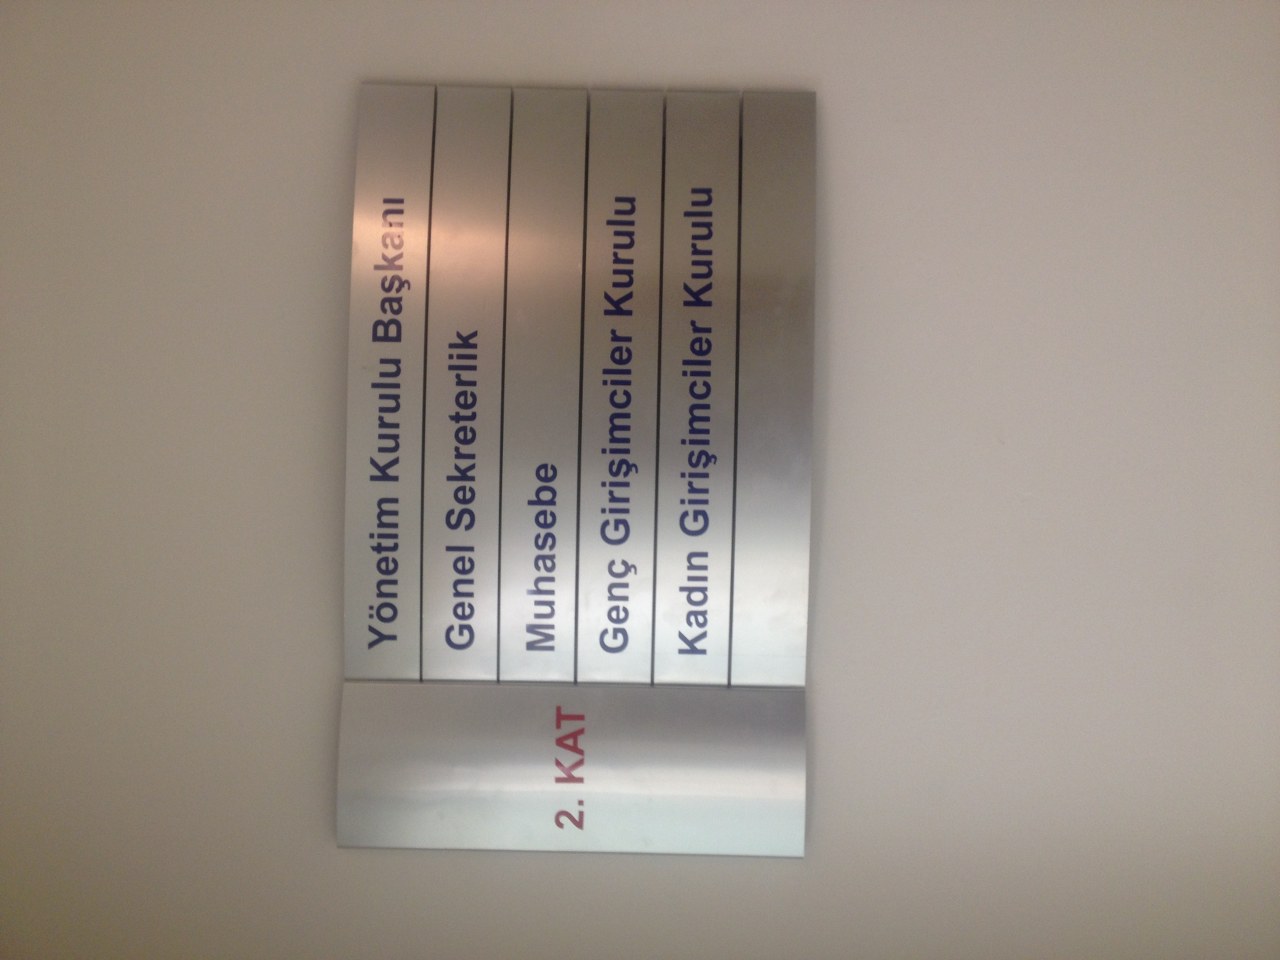 2. KAT
Yönetim Kurulu Başkanı
Genel Sekreterlik
Muhasebe
Genç Girişimciler Kurulu
Kadın Girişimciler Kurulu